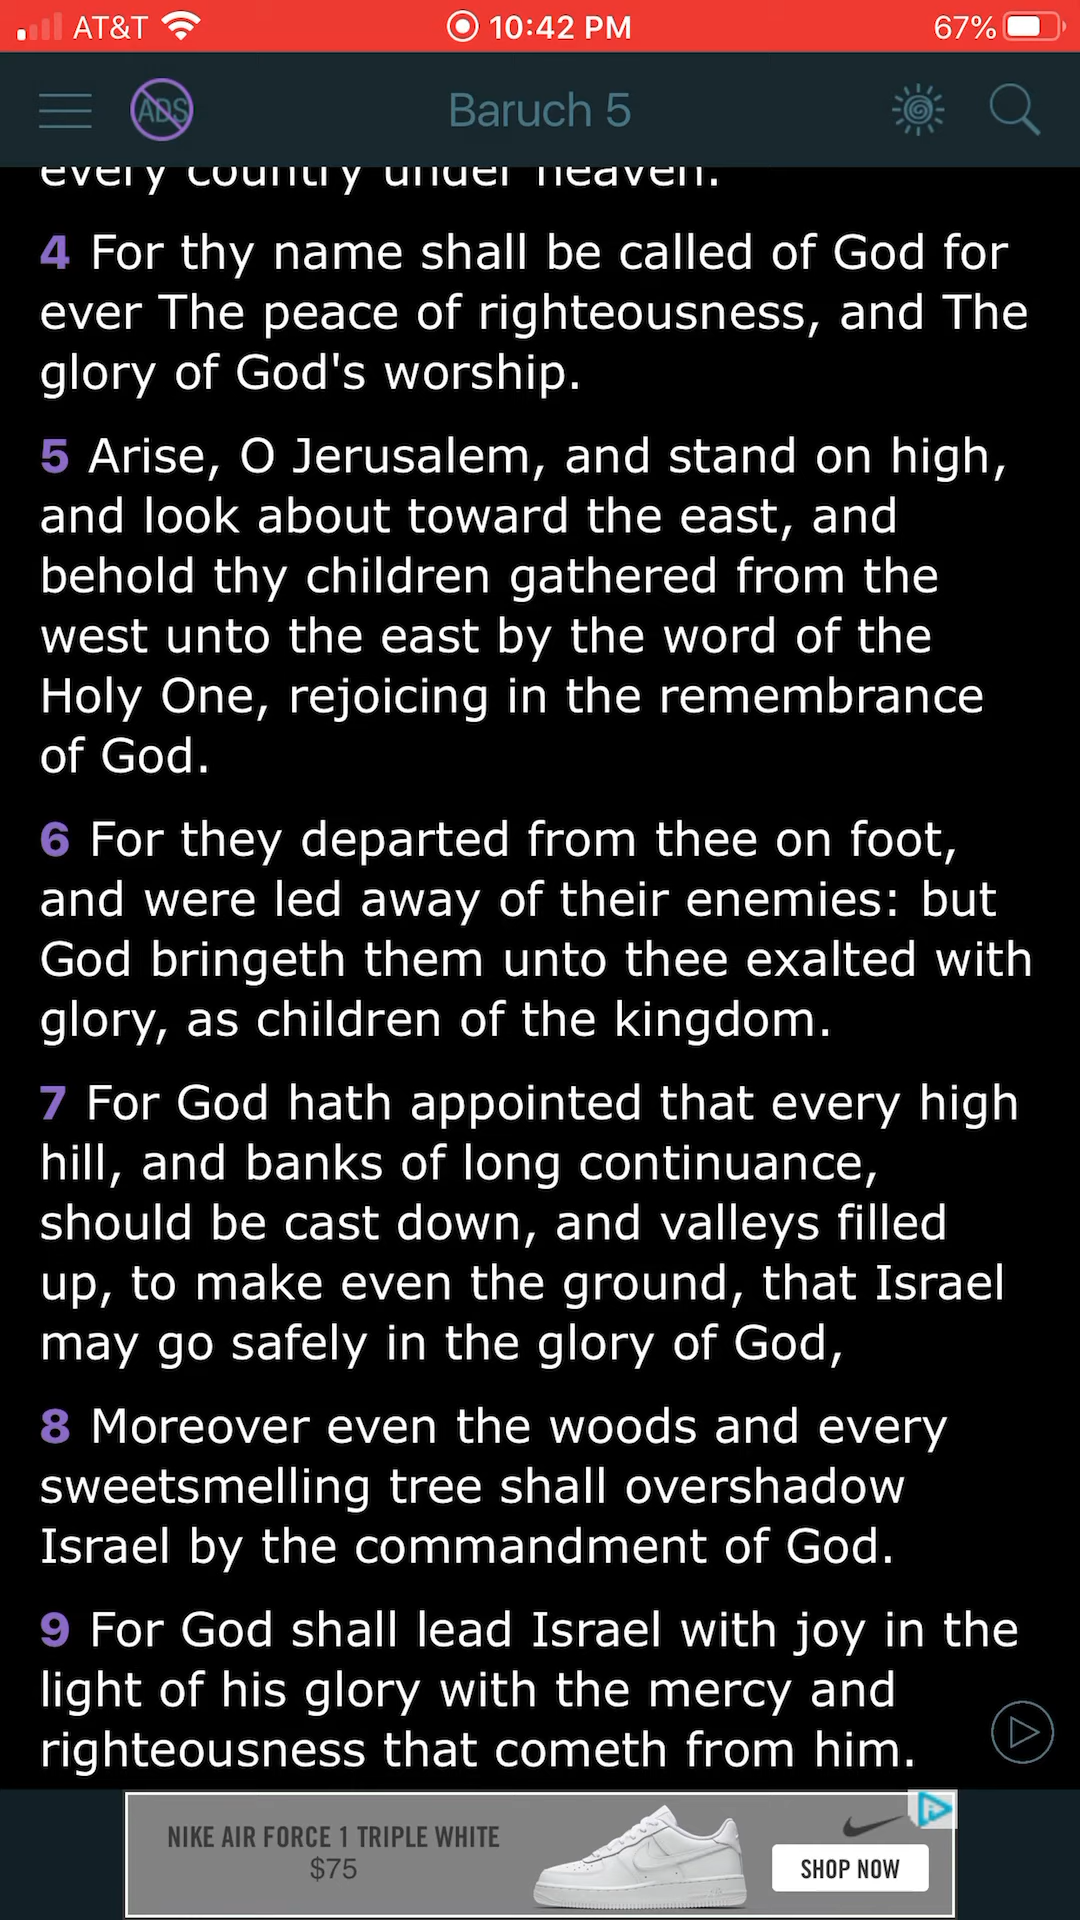 AT&T 10:42 PM 67%
ADS Baruch 5
every country under heaven.
4 For thy name shall be called of God for
ever The peace of righteousness, and The
glory of God's worship.
5 Arise, O Jerusalem, and stand on high,
and look about toward the east, and
behold thy children gathered from the
west unto the east by the word of the
Holy One, rejoicing in the remembrance
of God.
6 For they departed from thee on foot,
and were led away of their enemies: but
God bringeth them unto thee exalted with
glory, as children of the kingdom.
7 For God hath appointed that every high
hill, and banks of long continuance,
should be cast down, and valleys filled
up, to make even the ground, that Israel
may go safely in the glory of God,
8 Moreover even the woods and every
sweetsmelling tree shall overshadow
Israel by the commandment of God.
9 For God shall lead Israel with joy in the
light of his glory with the mercy and
righteousness that cometh from him.
NIKE AIR FORCE 1 TRIPLE WHITE
$75
SHOP NOW